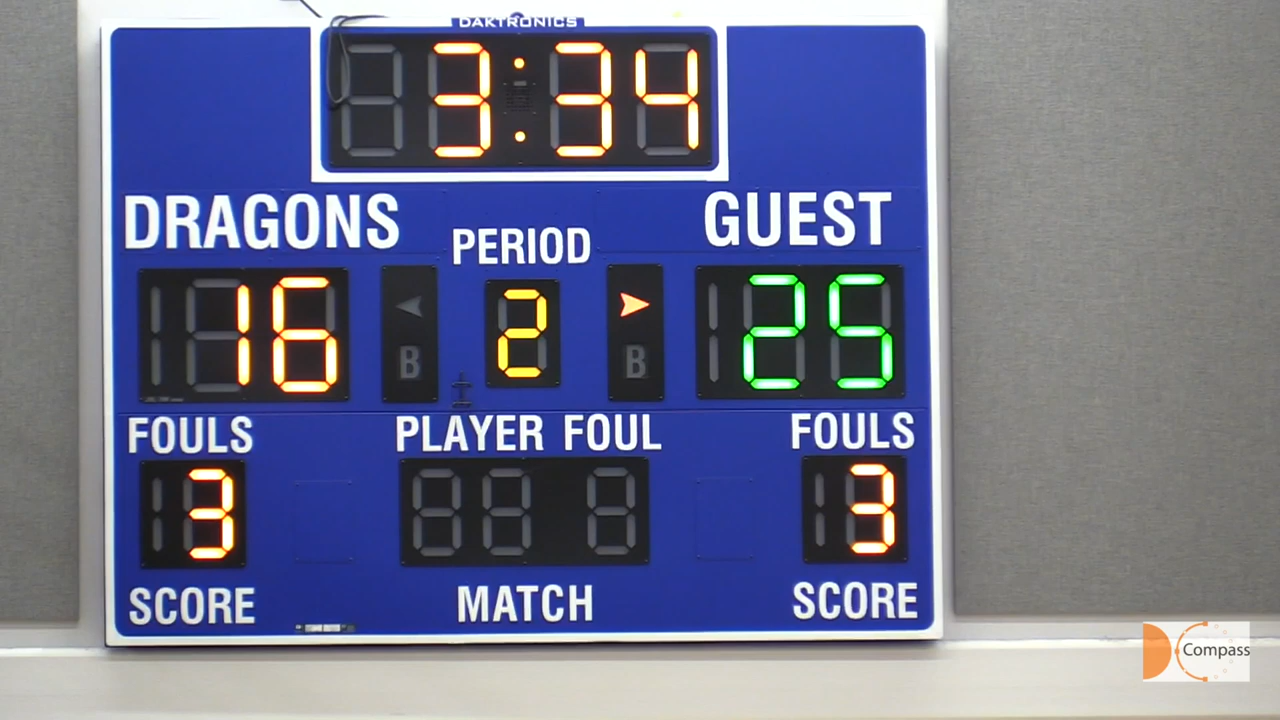 DAKTRONICS
3:34
DRAGONS
GUEST
PERIOD
16
2
25
B
B
FOULS
PLAYER FOUL
FOULS
3
3
SCORE
MATCH
SCORE
Compass